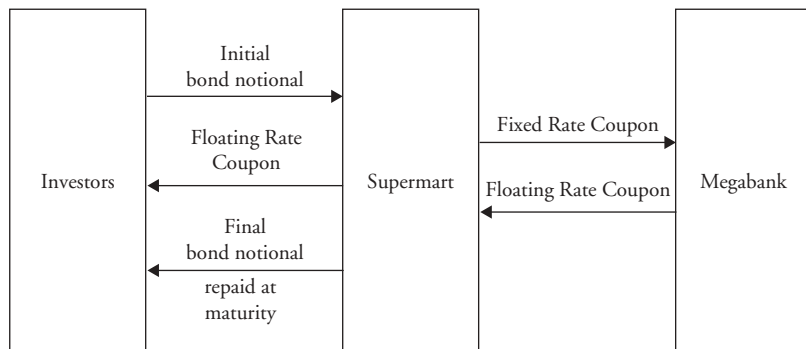 Initial
bond notional
Fixed Rate Coupon
Floating Rate
Coupon
Investors
Supermart
Floating Rate Coupon
Megabank
Final
bond notional
repaid at
maturity